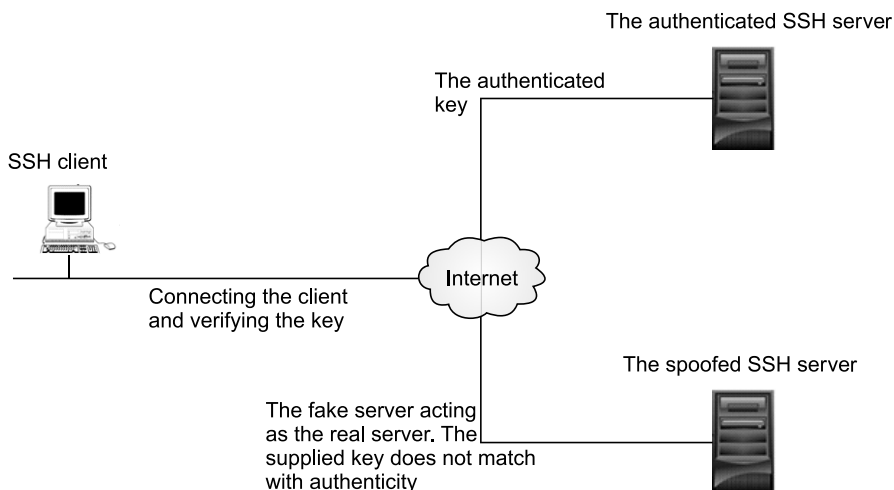 The authenticated SSH server
The authenticated
key
SSH client
Internet
Connecting the client
and verifying the key
The spoofed SSH server
The fake server acting
as the real server. The
supplied key does not match
with authenticity